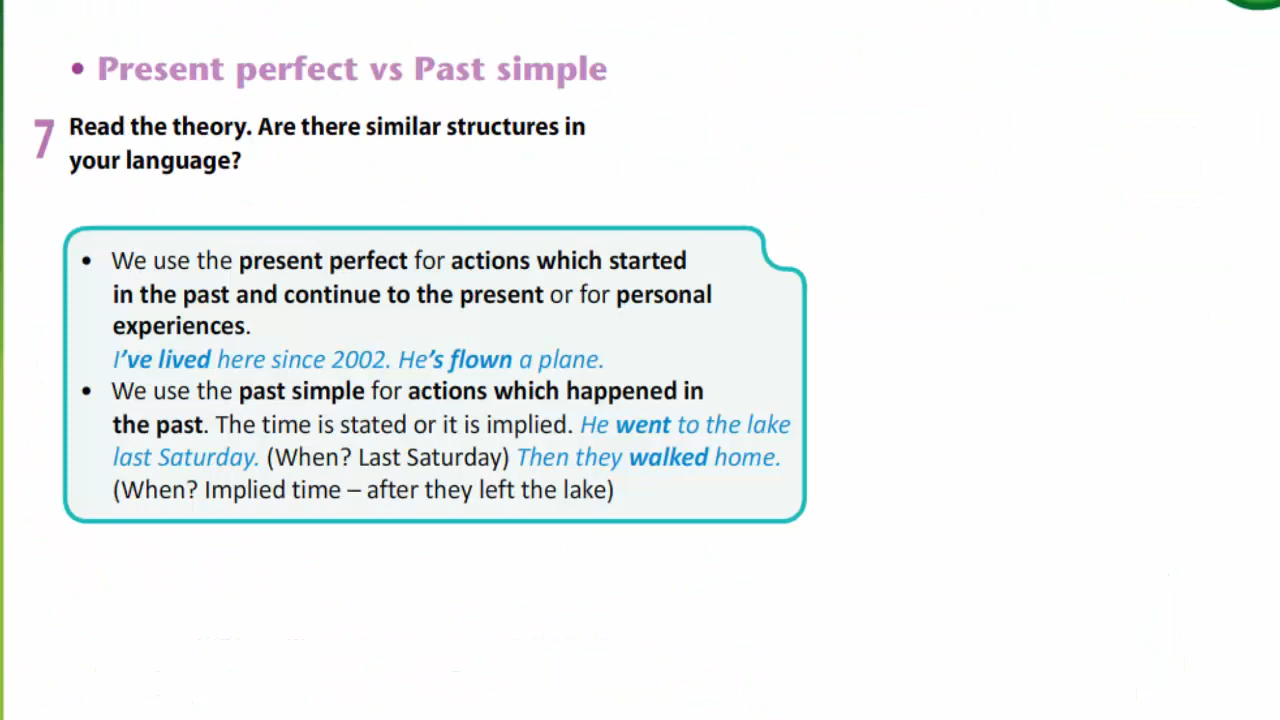 • Present perfect vs Past simple
7 Read the theory. Are there similar structures in
your language?
• We use the present perfect for actions which started
in the past and continue to the present or for personal
experiences.
I've lived here since 2002. He's flown a plane.
• We use the past simple for actions which happened in
the past. The time is stated or it is implied. He went to the lake
last Saturday. (When? Last Saturday) Then they walked home.
(When? Implied time – after they left the lake)